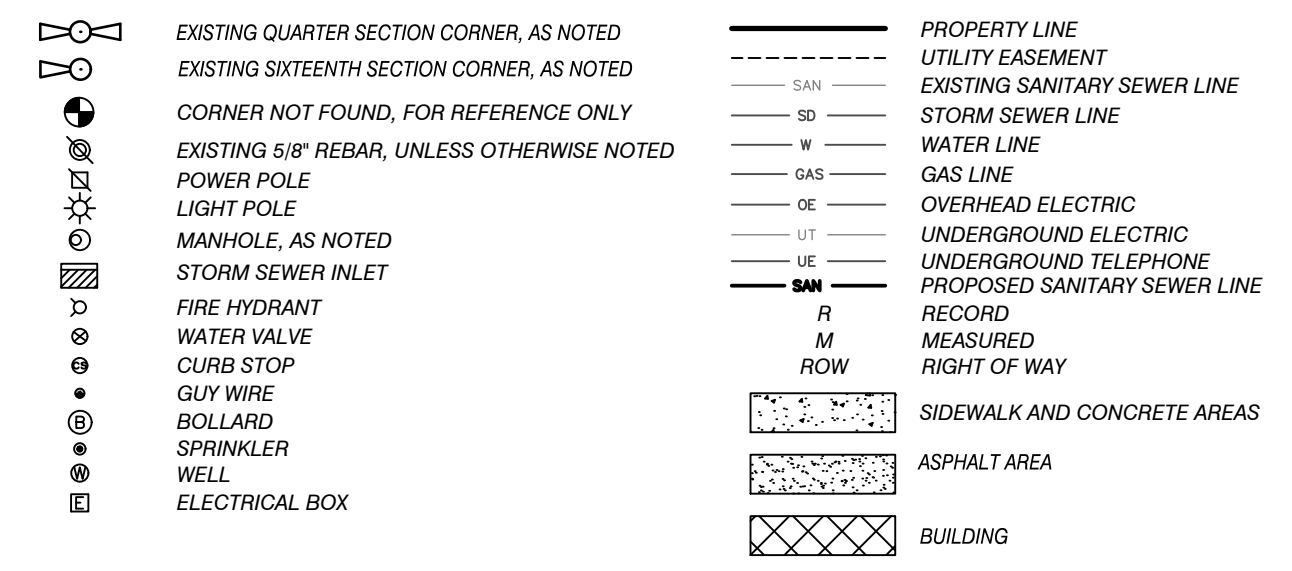 EXISTING QUARTER SECTION CORNER, AS NOTED
EXISTING SIXTEENTH SECTION CORNER, AS NOTED
CORNER NOT FOUND, FOR REFERENCE ONLY
EXISTING 5/8" REBAR, UNLESS OTHERWISE NOTED
POWER POLE
LIGHT POLE
MANHOLE, AS NOTED
STORM SEWER INLET
FIRE HYDRANT
WATER VALVE
CS CURB STOP
GUY WIRE
B BOLLARD
SPRINKLER
W WELL
E ELECTRICAL BOX
PROPERTY LINE
UTILITY EASEMENT
SAN EXISTING SANITARY SEWER LINE
SD STORM SEWER LINE
W WATER LINE
GAS GAS LINE
OE OVERHEAD ELECTRIC
UT UNDERGROUND ELECTRIC
UE UNDERGROUND TELEPHONE
SAN PROPOSED SANITARY SEWER LINE
R RECORD
M MEASURED
ROW RIGHT OF WAY
SIDEWALK AND CONCRETE AREAS
ASPHALT AREA
BUILDING